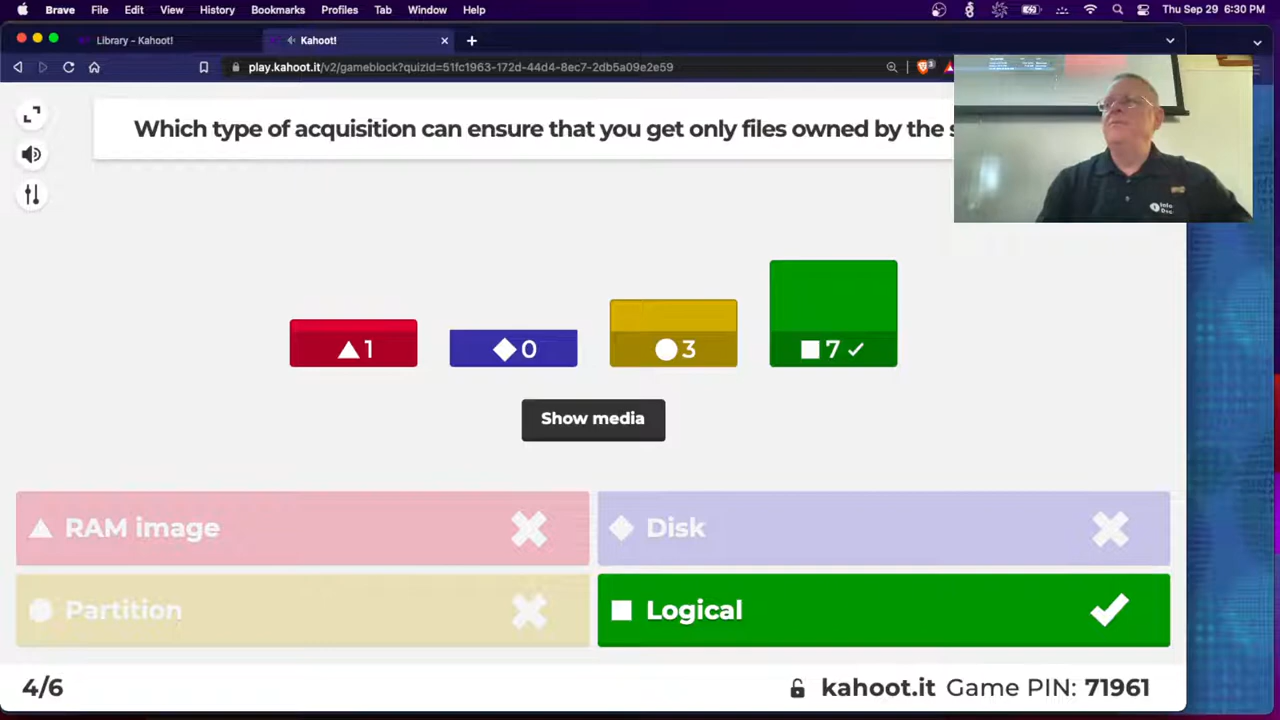 Brave File Edit View History Bookmarks Profiles Tab Window Help Thu Sep 29 6:30 PM
Library – Kahoot! Kahoot!
play.kahoot.it/v2/gameblock?quizId=51fc1963-172d-44d4-8ec7-2db5a09e2e59 3
Which type of acquisition can ensure that you get only files owned by the s
1 0 3 7
Show media
RAM image Disk
Partition Logical
4/6 kahoot.it Game PIN: 71961